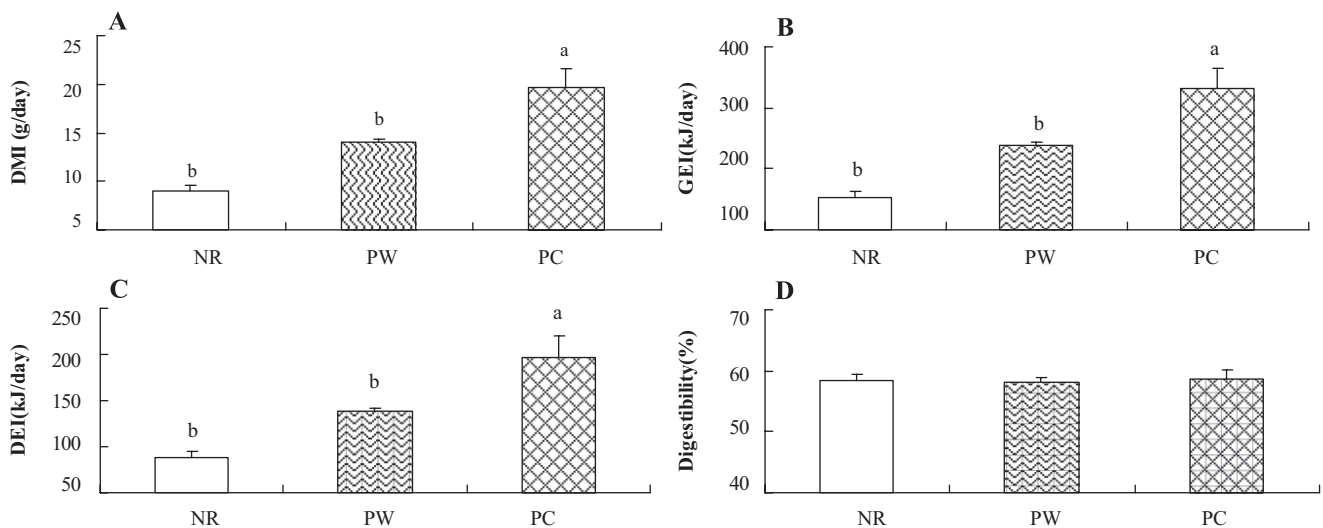 A
DMI (g/day)
25
20
15
10
5
b
b
a
NR
PW
PC
B
GEI(kJ/day)
400
300
200
100
b
b
a
NR
PW
PC
C
DEI(kJ/day)
250
200
150
100
50
b
b
a
NR
PW
PC
D
Digestibility(%)
70
60
50
40
NR
PW
PC